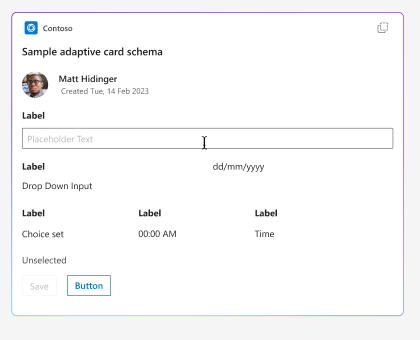 Contoso
Sample adaptive card schema
Matt Hidinger
Created Tue, 14 Feb 2023
Label
Placeholder Text
Label dd/mm/yyyy
Drop Down Input
Label Label Label
Choice set 00:00 AM Time
Unselected
Save Button